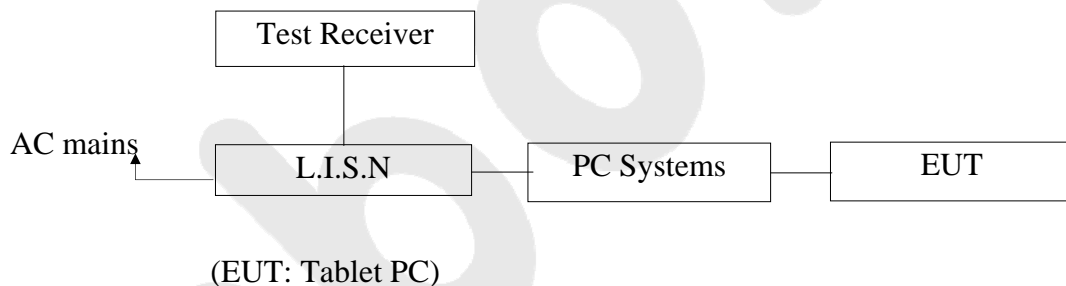 Test Receiver
AC mains
L.I.S.N
PC Systems
EUT
(EUT: Tablet PC)